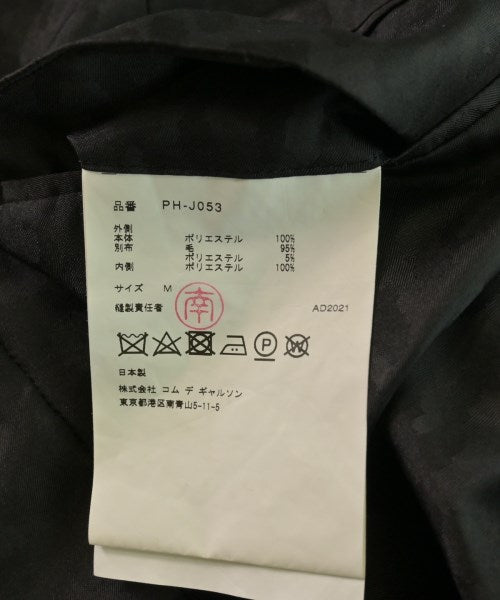 品番 PH-J053
外側
本体 ポリエステル 100%
別布 毛 95%
ポリエステル 5%
内側 ポリエステル 100%
サイズ M
縫製責任者 南 AD2021
P W
日本製
株式会社 コム デ ギャルソン
東京都港区南青山5-11-5